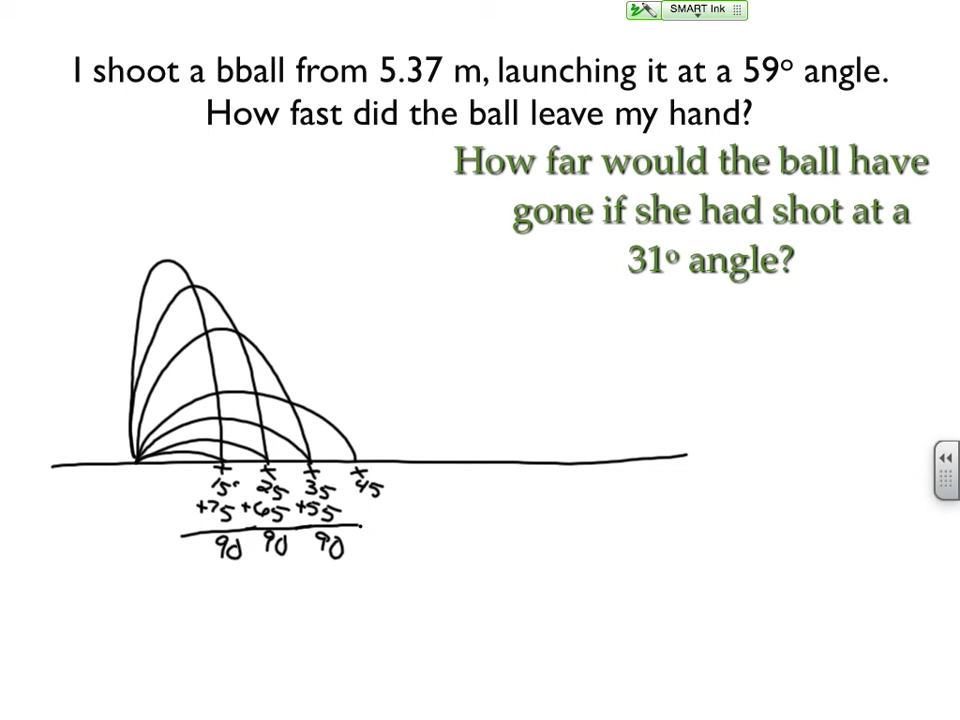 SMART Ink
I shoot a bball from 5.37 m, launching it at a 59° angle.
How fast did the ball leave my hand?
How far would the ball have
gone if she had shot at a
31° angle?
15° 25 35 45
+75 +65 +55
90 90 90